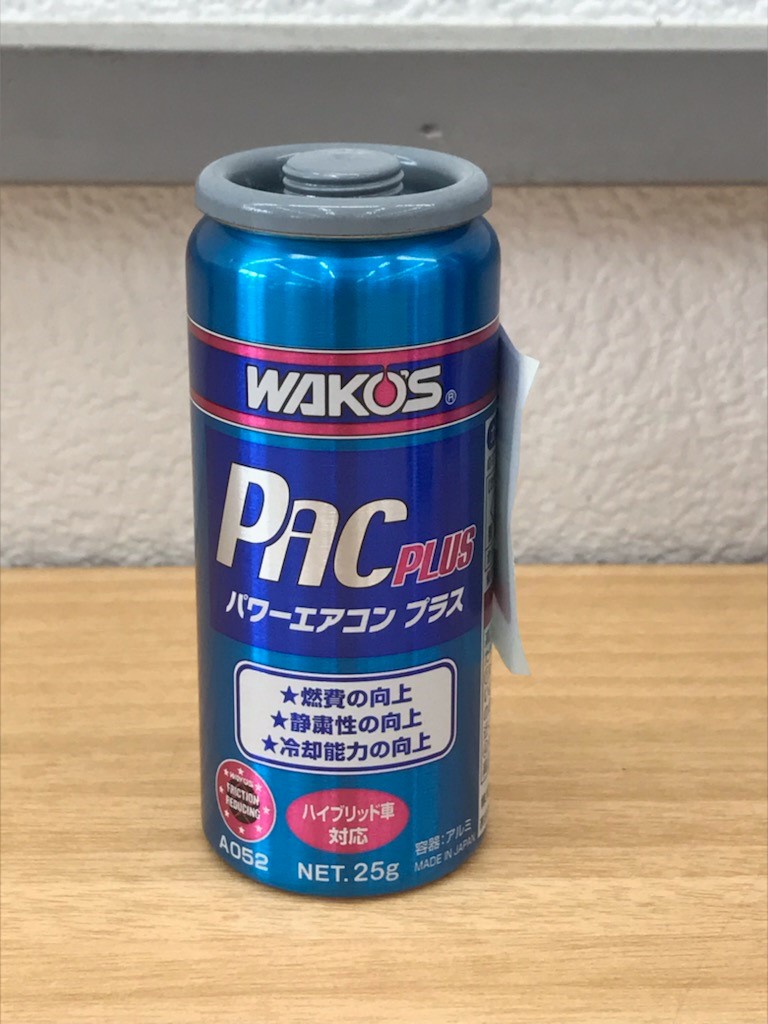 WAKO'S®
PAC PLUS
パワーエアコン プラス
★燃費の向上
★静粛性の向上
★冷却能力の向上
WAKO'S
FRICTION
REDUCING
A052
ハイブリッド車
対応
NET. 25g
容器:アルミ
MADE IN JAPAN